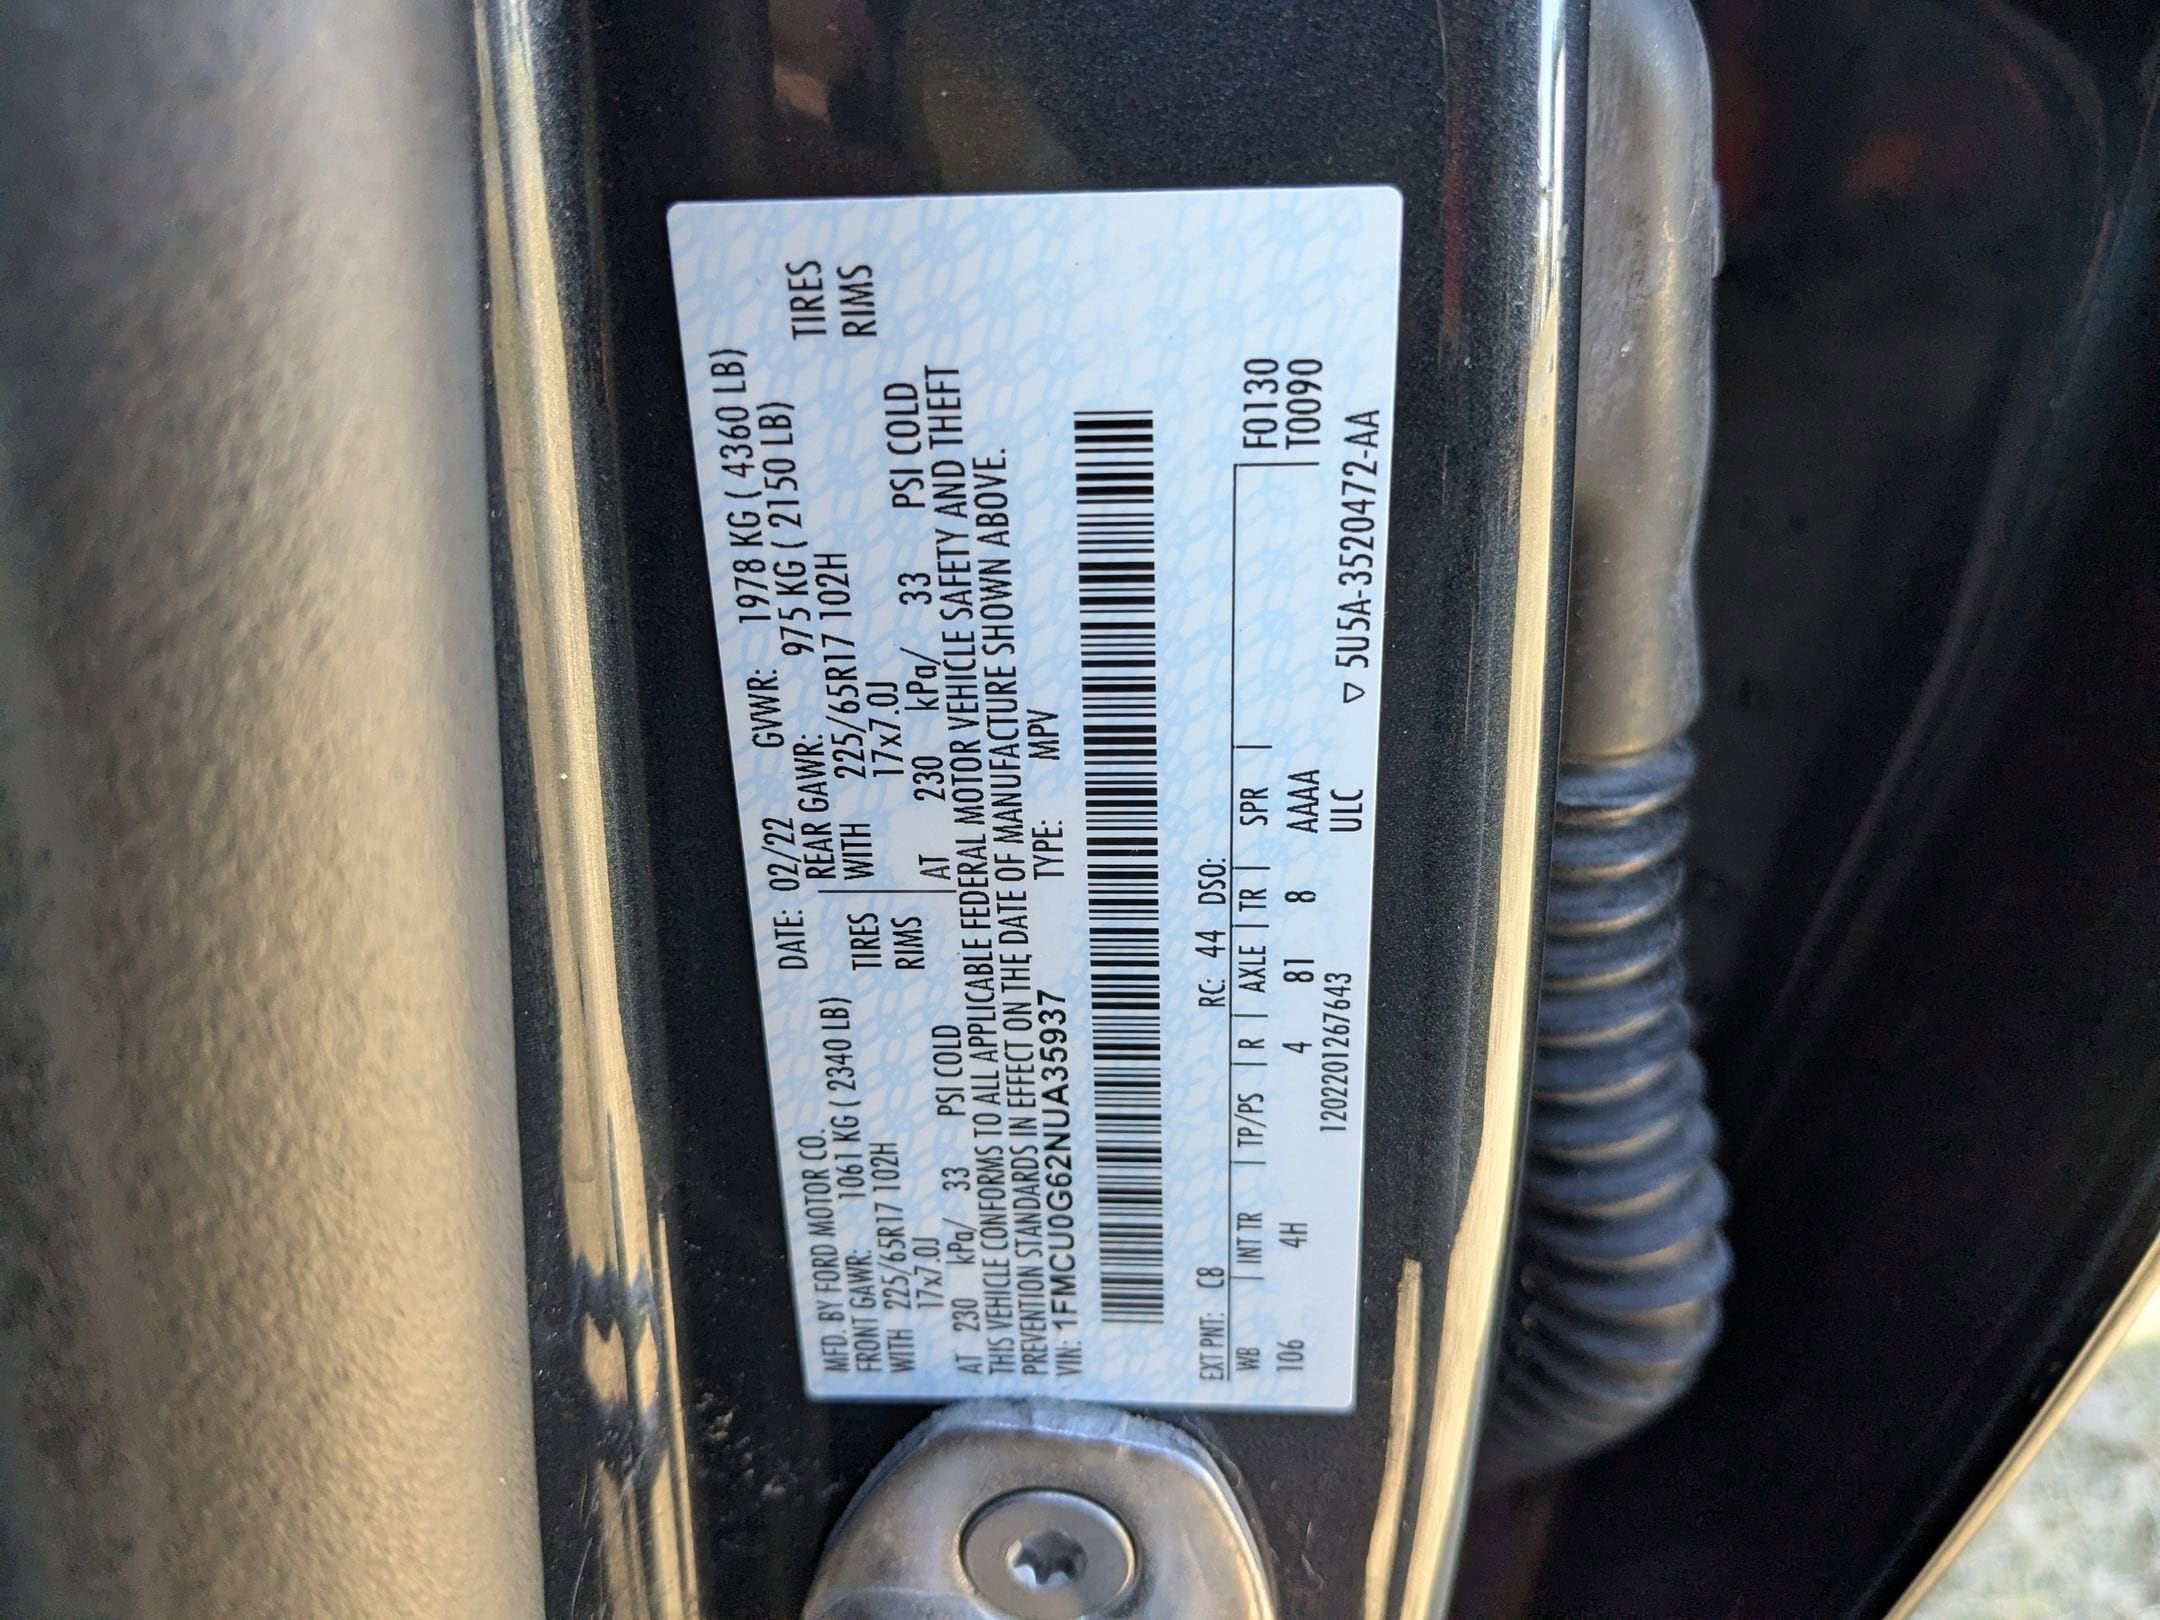 MFD. BY FORD MOTOR CO. DATE: 02/22 GVWR: 1978 KG ( 4360 LB)
FRONT GAWR: 1061 KG ( 2340 LB) REAR GAWR: 975 KG ( 2150 LB)
WITH 225/65R17 102H TIRES WITH 225/65R17 102H TIRES
17x7.0J RIMS 17x7.0J RIMS
AT 230 kPa/ 33 PSI COLD AT 230 kPa/ 33 PSI COLD
THIS VEHICLE CONFORMS TO ALL APPLICABLE FEDERAL MOTOR VEHICLE SAFETY AND THEFT
PREVENTION STANDARDS IN EFFECT ON THE DATE OF MANUFACTURE SHOWN ABOVE.
VIN: 1FMCU0G62NUA35937 TYPE: MPV
EXT PNT: C8 RC: 44 DSO: F0130
WB INT TR TP/PS R AXLE TR SPR T0090
106 4H 4 81 8 AAAA
1202201267643 ULC ▽ 5U5A-3520472-AA